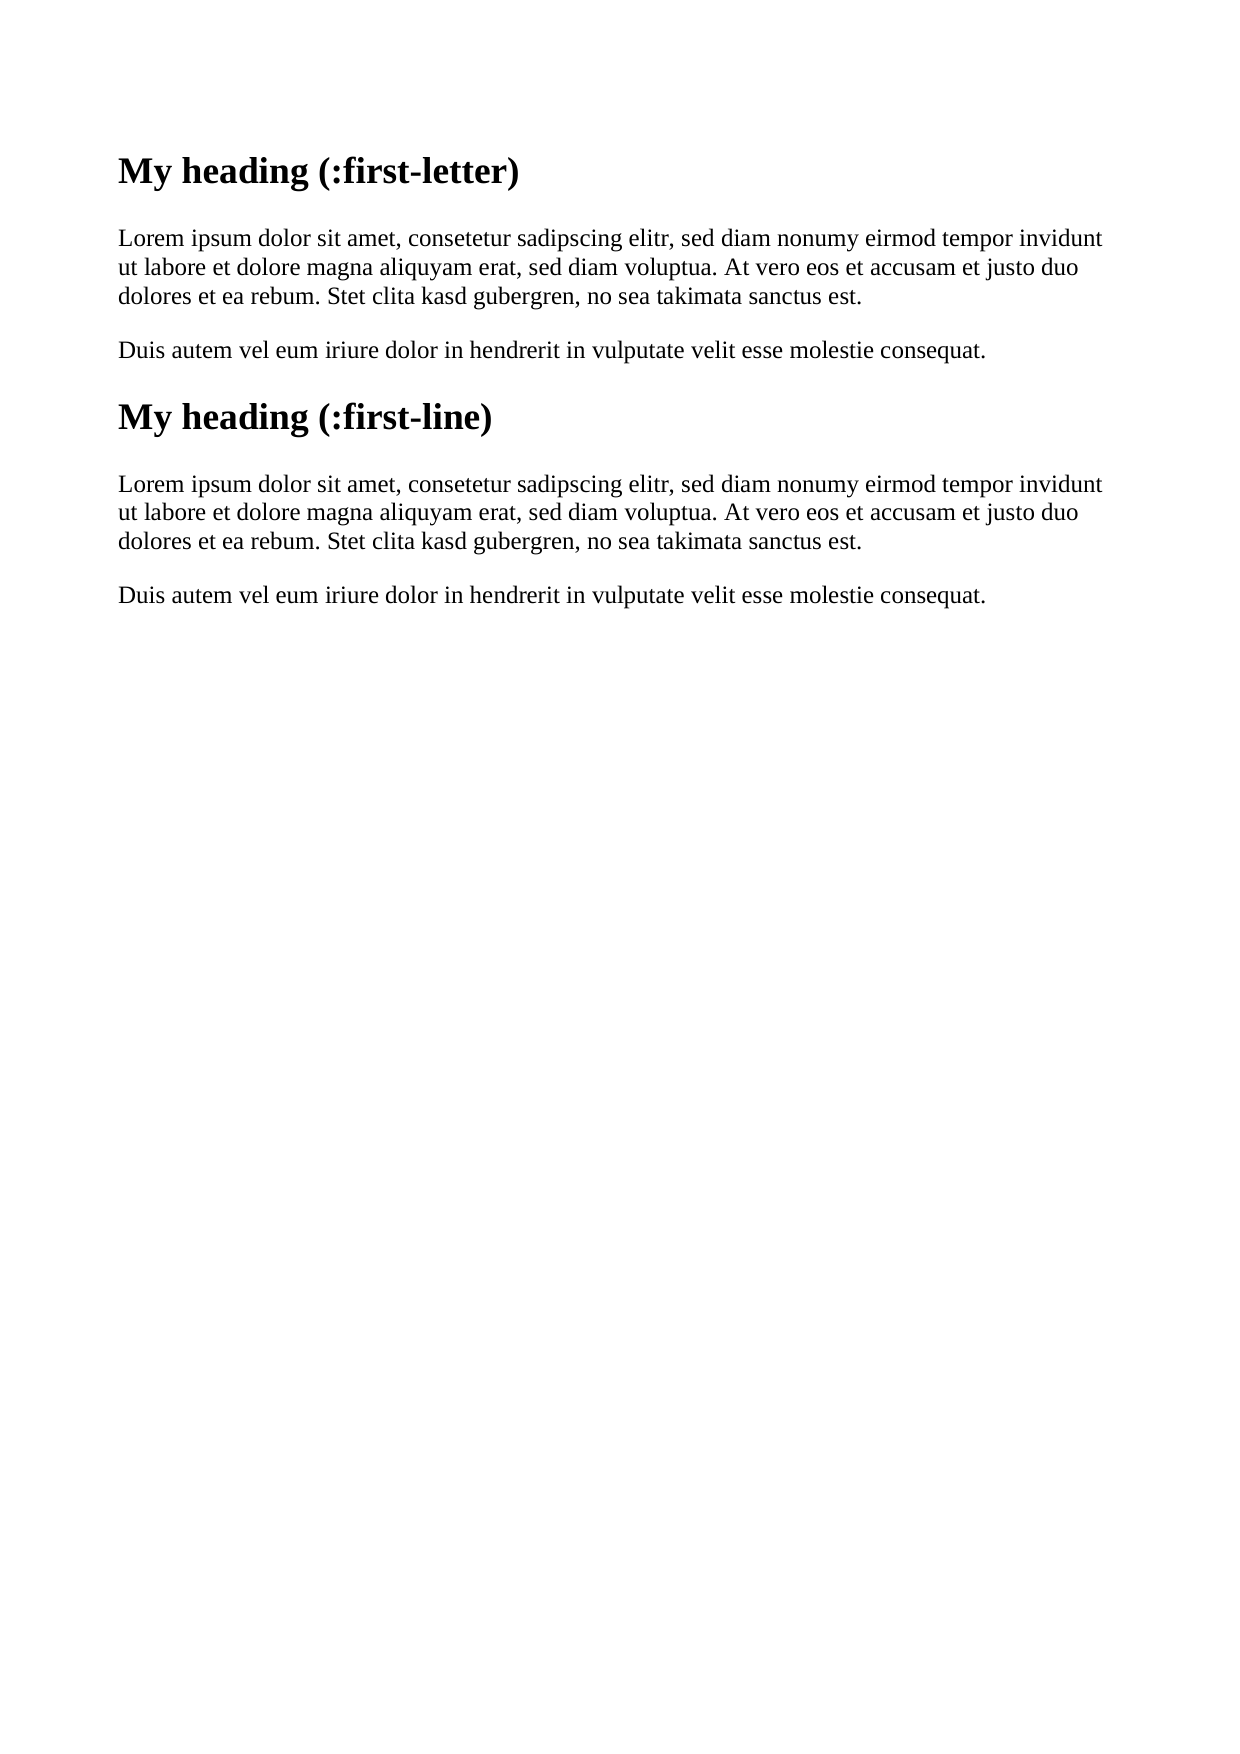 My heading (:first-letter)
Lorem ipsum dolor sit amet, consetetur sadipscing elitr, sed diam nonumy eirmod tempor invidunt
ut labore et dolore magna aliquyam erat, sed diam voluptua. At vero eos et accusam et justo duo
dolores et ea rebum. Stet clita kasd gubergren, no sea takimata sanctus est.
Duis autem vel eum iriure dolor in hendrerit in vulputate velit esse molestie consequat.
My heading (:first-line)
Lorem ipsum dolor sit amet, consetetur sadipscing elitr, sed diam nonumy eirmod tempor invidunt
ut labore et dolore magna aliquyam erat, sed diam voluptua. At vero eos et accusam et justo duo
dolores et ea rebum. Stet clita kasd gubergren, no sea takimata sanctus est.
Duis autem vel eum iriure dolor in hendrerit in vulputate velit esse molestie consequat.